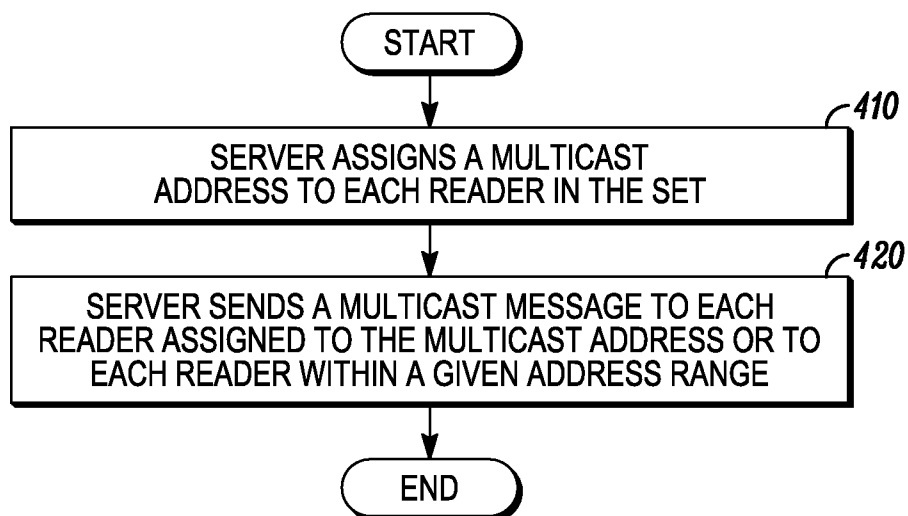 START
410
SERVER ASSIGNS A MULTICAST
ADDRESS TO EACH READER IN THE SET
420
SERVER SENDS A MULTICAST MESSAGE TO EACH
READER ASSIGNED TO THE MULTICAST ADDRESS OR TO
EACH READER WITHIN A GIVEN ADDRESS RANGE
END